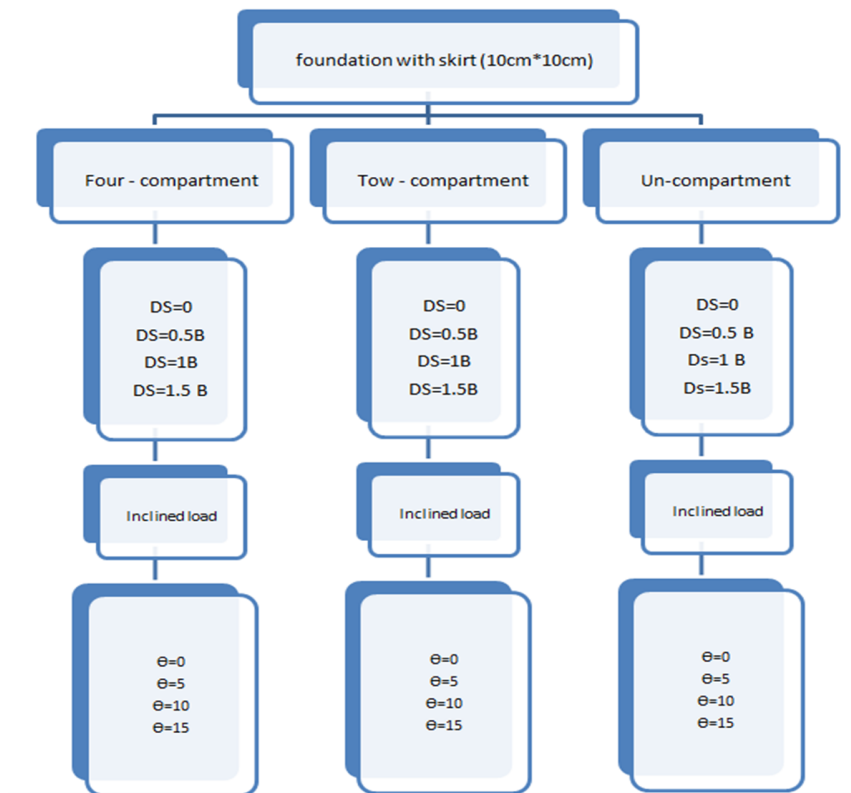 foundation with skirt (10cm*10cm)
Four - compartment
Tow - compartment
Un-compartment
DS=0
DS=0.5B
DS=1B
DS=1.5 B
DS=0
DS=0.5B
DS=1B
DS=1.5B
DS=0
DS=0.5 B
Ds=1 B
Ds=1.5B
Inclined load
Inclined load
Inclined load
Ɵ=0
Ɵ=5
Ɵ=10
Ɵ=15
Ɵ=0
Ɵ=5
Ɵ=10
Ɵ=15
Ɵ=0
Ɵ=5
Ɵ=10
Ɵ=15